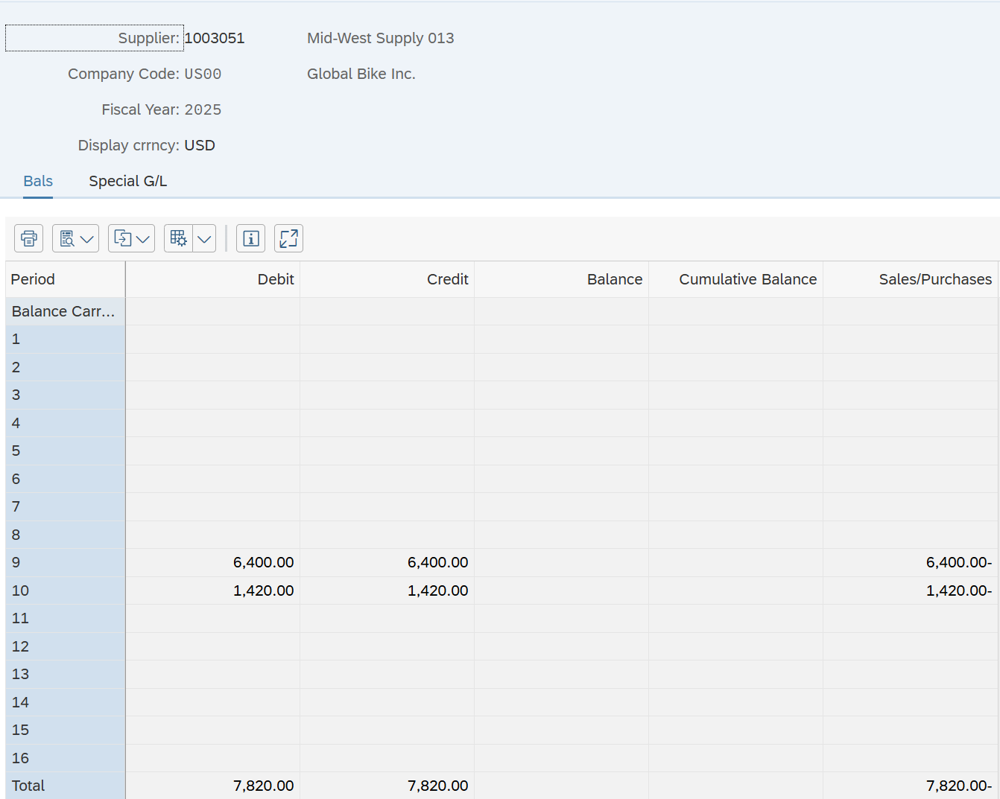 Supplier: 1003051 Mid-West Supply 013
Company Code: US00 Global Bike Inc.
Fiscal Year: 2025
Display crrncy: USD
Bals Special G/L
Period Debit Credit Balance Cumulative Balance Sales/Purchases
Balance Carr...
1
2
3
4
5
6
7
8
9 6,400.00 6,400.00 6,400.00-
10 1,420.00 1,420.00 1,420.00-
11
12
13
14
15
16
Total 7,820.00 7,820.00 7,820.00-